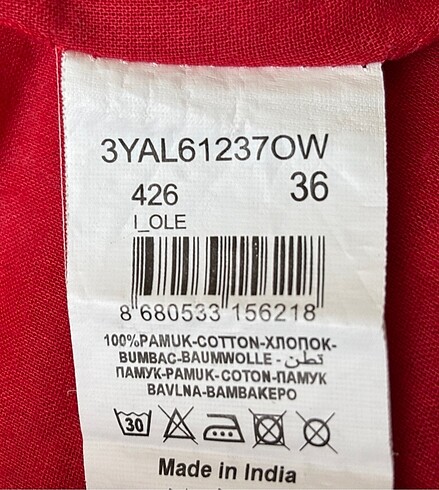 3YAL61237OW
426 36
I_OLE
8 680533 156218
100%PAMUK-COTTON-ХЛОПОК-
BUMBAC-BAUMWOLLE - قطن-
ПАМУК-PAMUK-COTON-ПАМУК
BAVLNA-BAMBAKEPO
30
Made in India